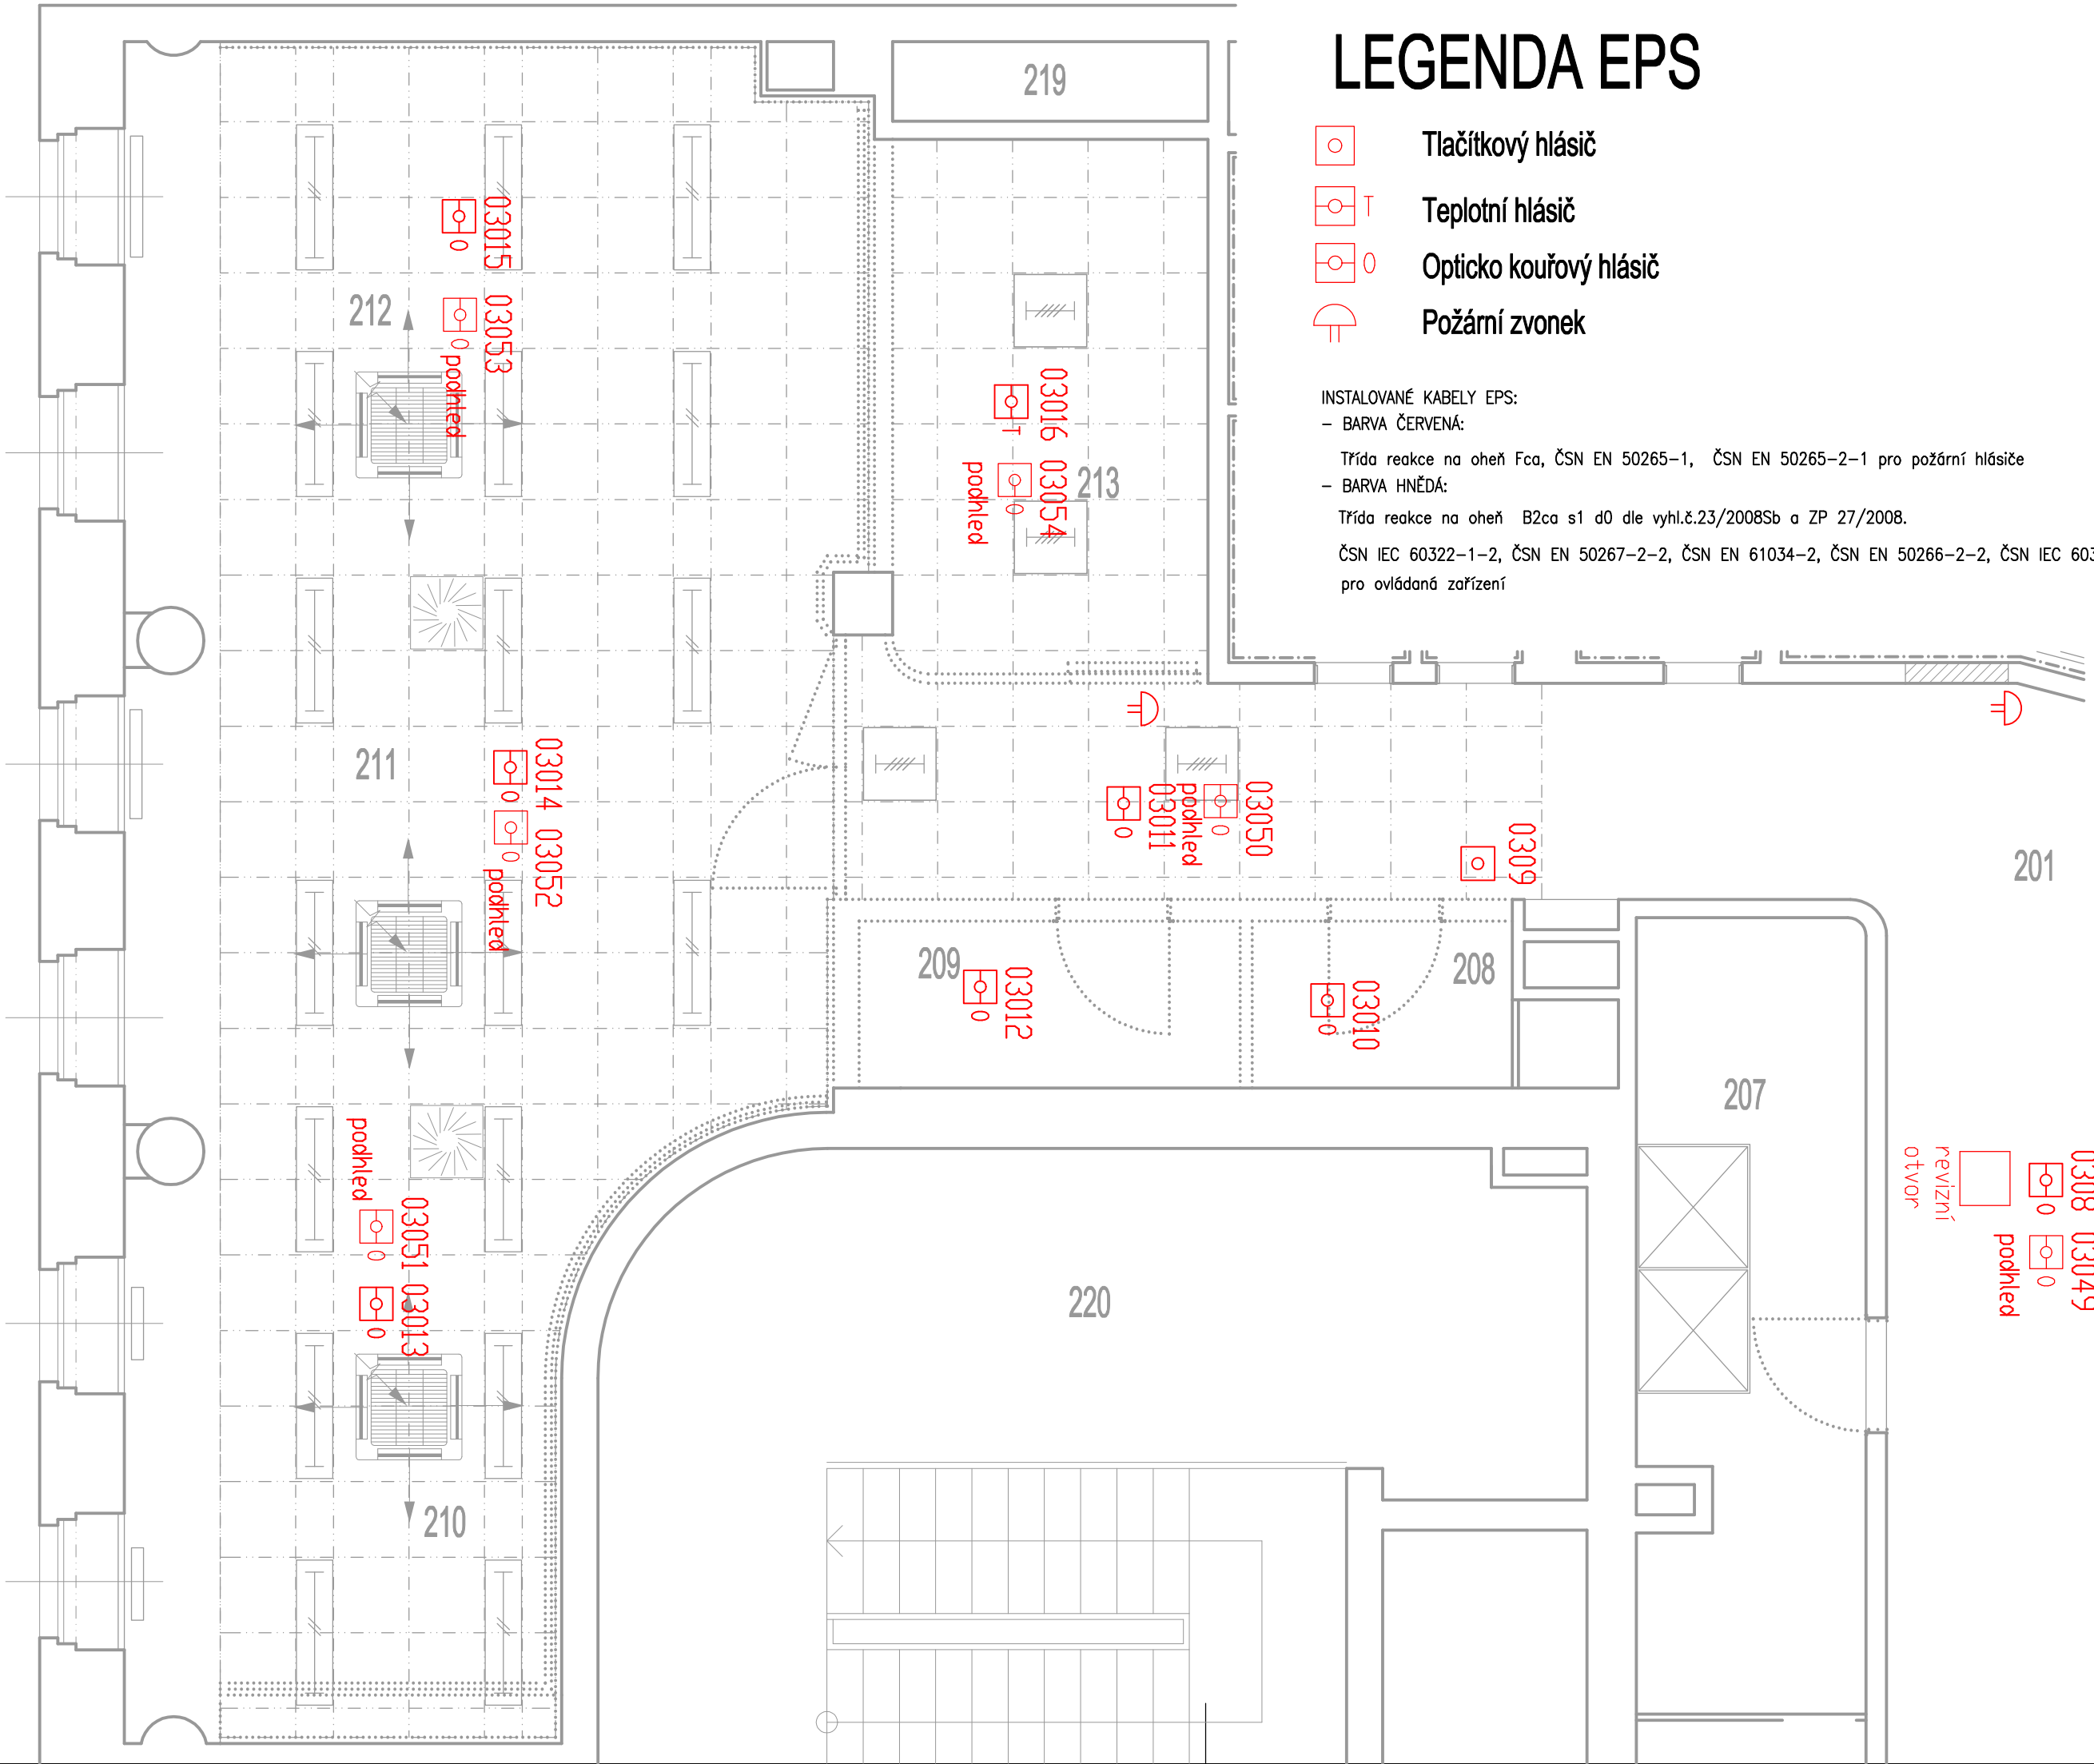 LEGENDA EPS
Tlačítkový hlásič
T
Teplotní hlásič
O
Opticko kouřový hlásič
Požární zvonek
INSTALOVANÉ KABELY EPS:
– BARVA ČERVENÁ:
Třída reakce na oheň Fca, ČSN EN 50265–1, ČSN EN 50265–2–1 pro požární hlásiče
– BARVA HNĚDÁ:
Třída reakce na oheň B2ca s1 d0 dle vyhl.č.23/2008Sb a ZP 27/2008.
ČSN IEC 60322–1–2, ČSN EN 50267–2–2, ČSN EN 61034–2, ČSN EN 50266–2–2, ČSN IEC 603
pro ovládaná zařízení
219
03015
O
212
03053
O
podhled
03016
T
03054
O
podhled
213
211
03014
O
03052
O
podhled
03011
O
podhled
03050
O
0309
201
209
03012
O
208
03010
O
207
podhled
03051
O
03013
O
210
220
revizní
otvor
0308
O
03049
O
podhled